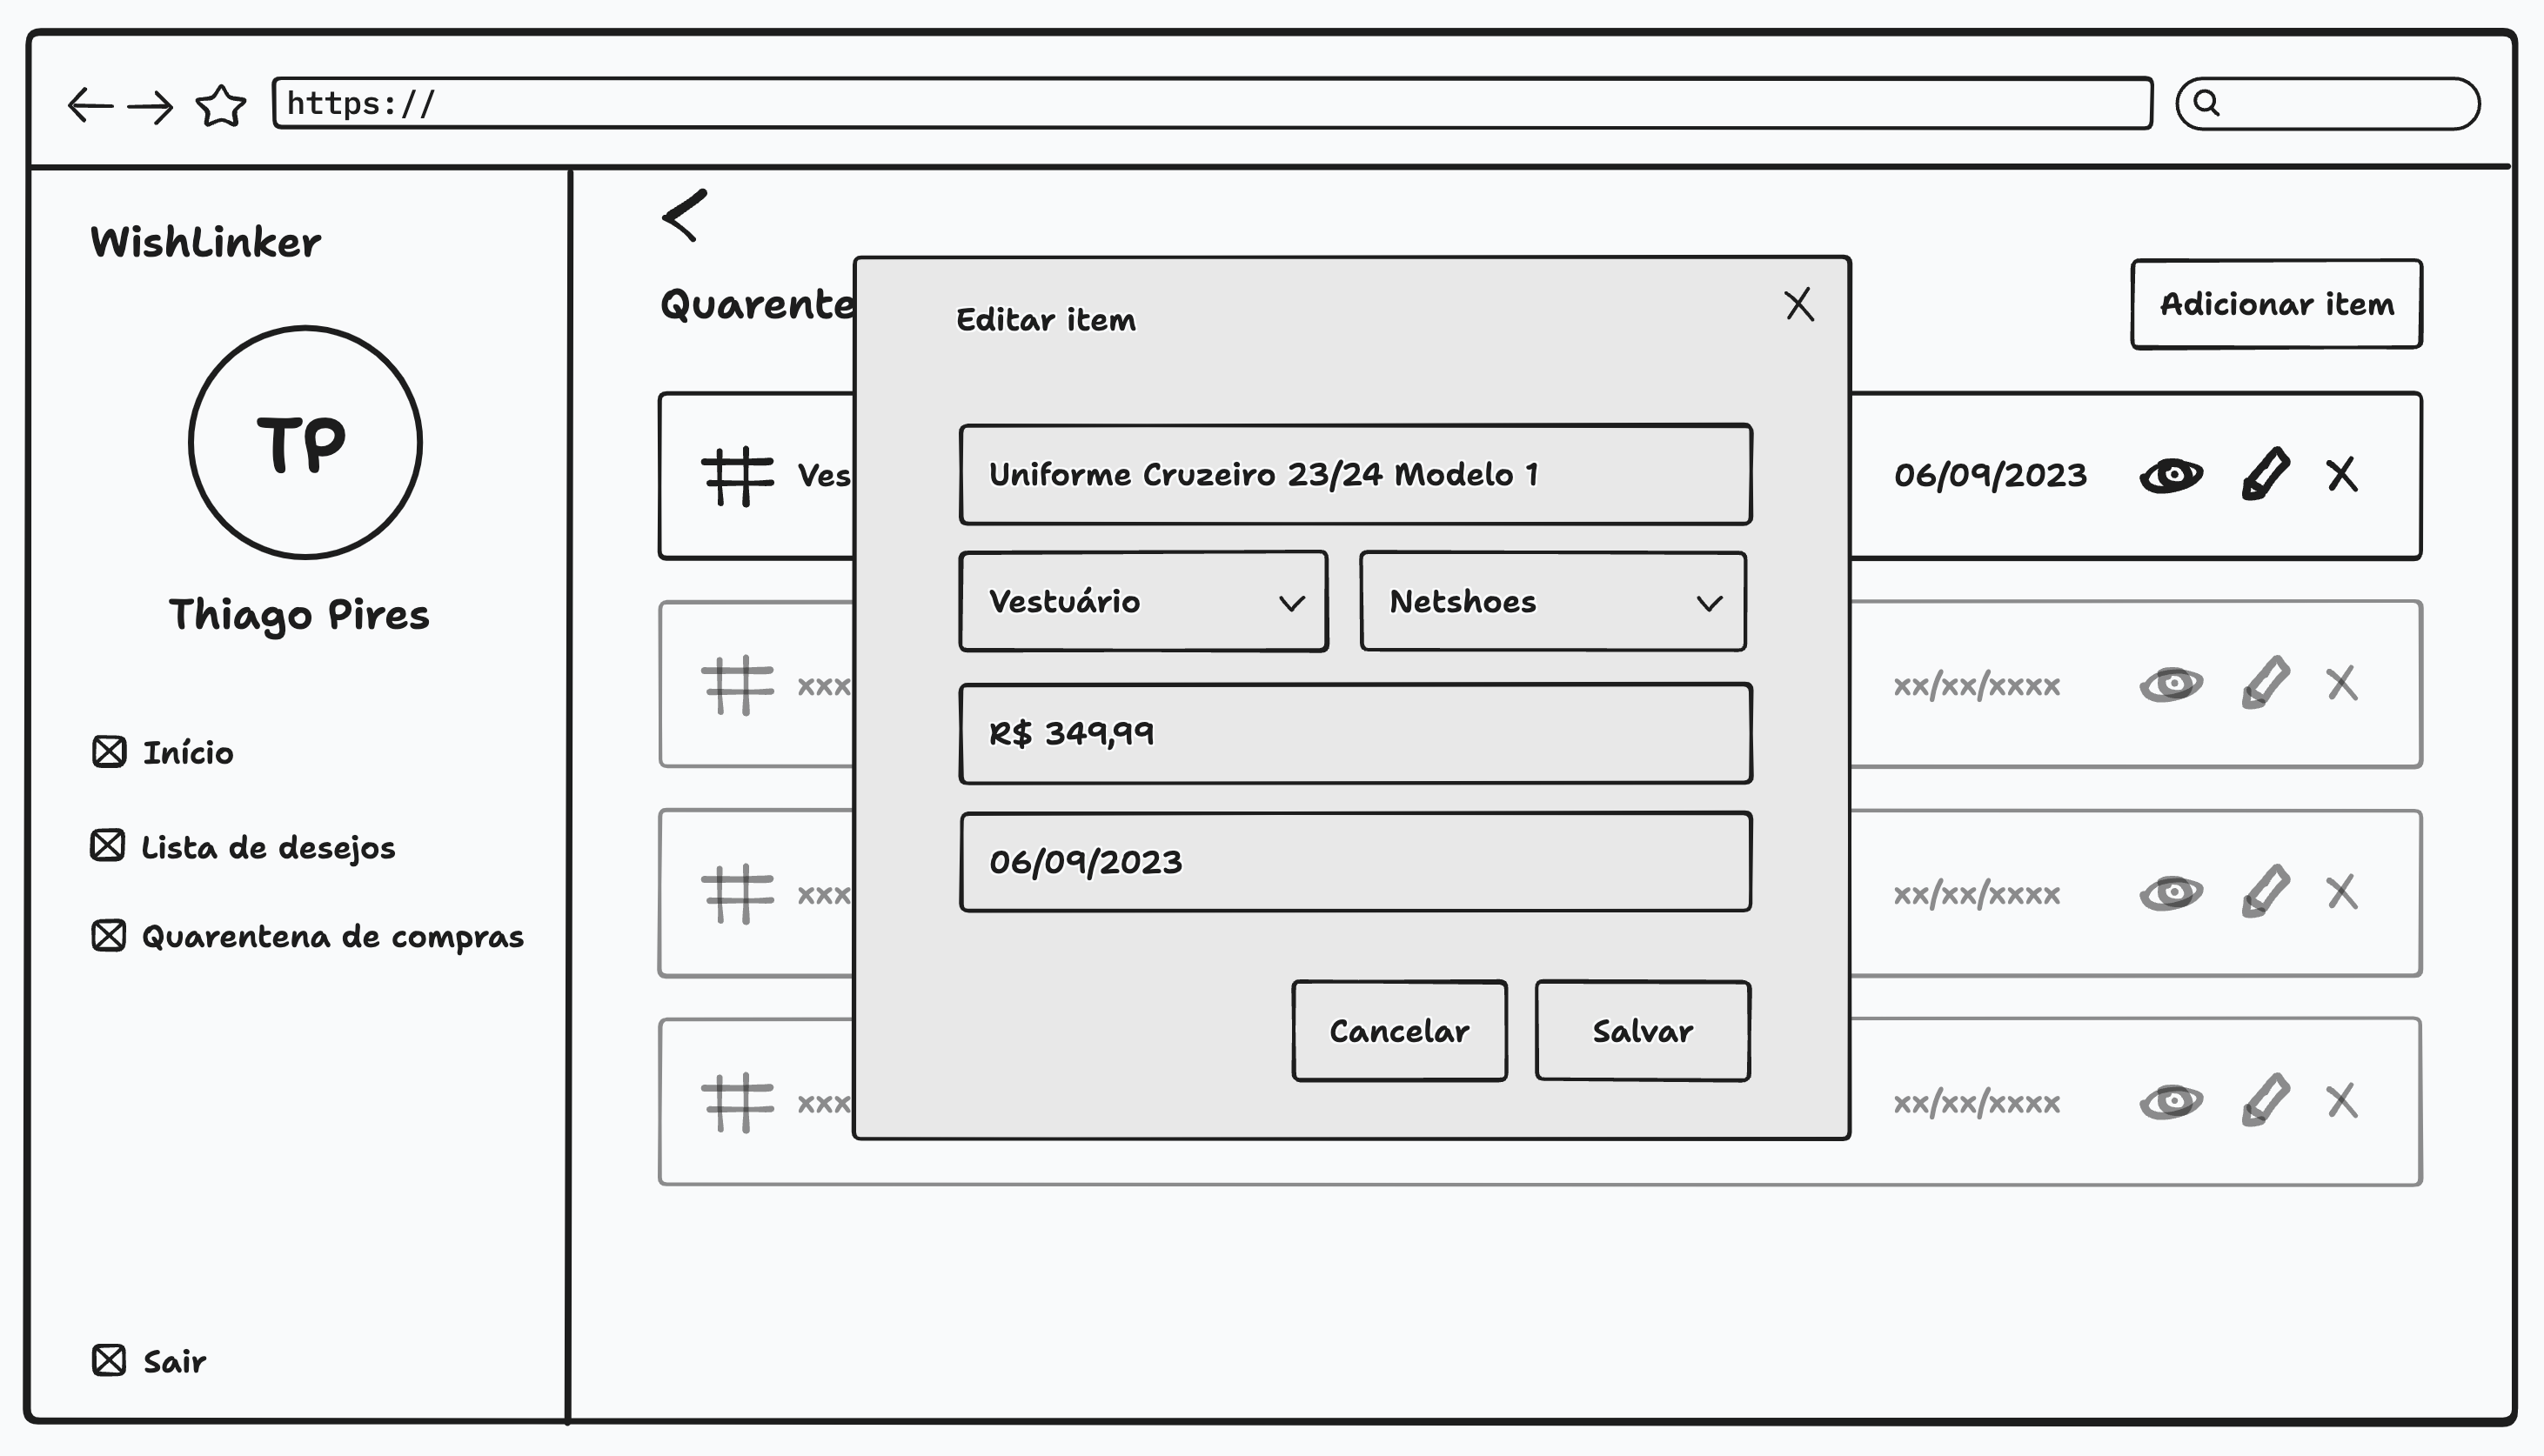 https://
WishLinker
TP
Thiago Pires
Início
Lista de desejos
Quarentena de compras
Sair
Quarente
Adicionar item
Ves
06/09/2023
xxx
xx/xx/xxxx
xxx
xx/xx/xxxx
xxx
xx/xx/xxxx
Editar item
Uniforme Cruzeiro 23/24 Modelo 1
Vestuário
Netshoes
R$ 349,99
06/09/2023
Cancelar
Salvar